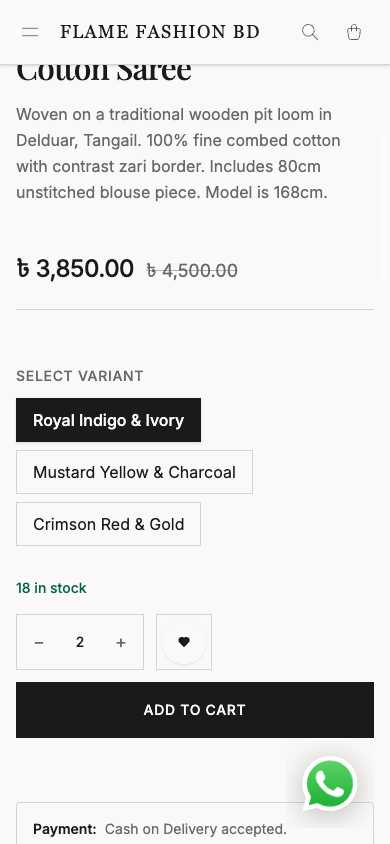 FLAME FASHION BD
Cotton Saree
Woven on a traditional wooden pit loom in
Delduar, Tangail. 100% fine combed cotton
with contrast zari border. Includes 80cm
unstitched blouse piece. Model is 168cm.
৳ 3,850.00 ৳ 4,500.00
SELECT VARIANT
Royal Indigo & Ivory
Mustard Yellow & Charcoal
Crimson Red & Gold
18 in stock
− 2 +
ADD TO CART
Payment: Cash on Delivery accepted.